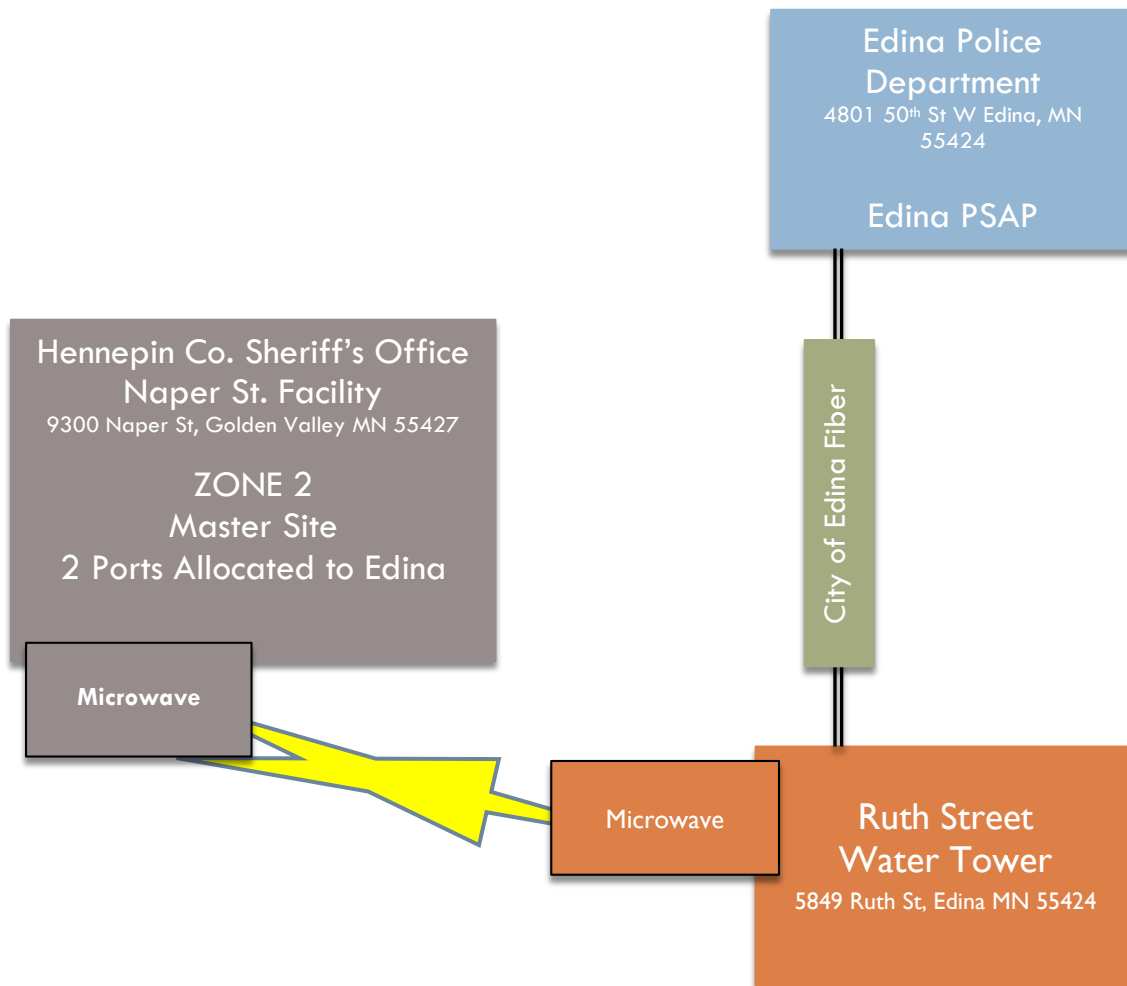 Edina Police
Department
4801 50th St W Edina, MN
55424
Edina PSAP
Hennepin Co. Sheriff's Office
Naper St. Facility
9300 Naper St, Golden Valley MN 55427
ZONE 2
Master Site
2 Ports Allocated to Edina
City of Edina Fiber
Microwave
Microwave
Ruth Street
Water Tower
5849 Ruth St, Edina MN 55424